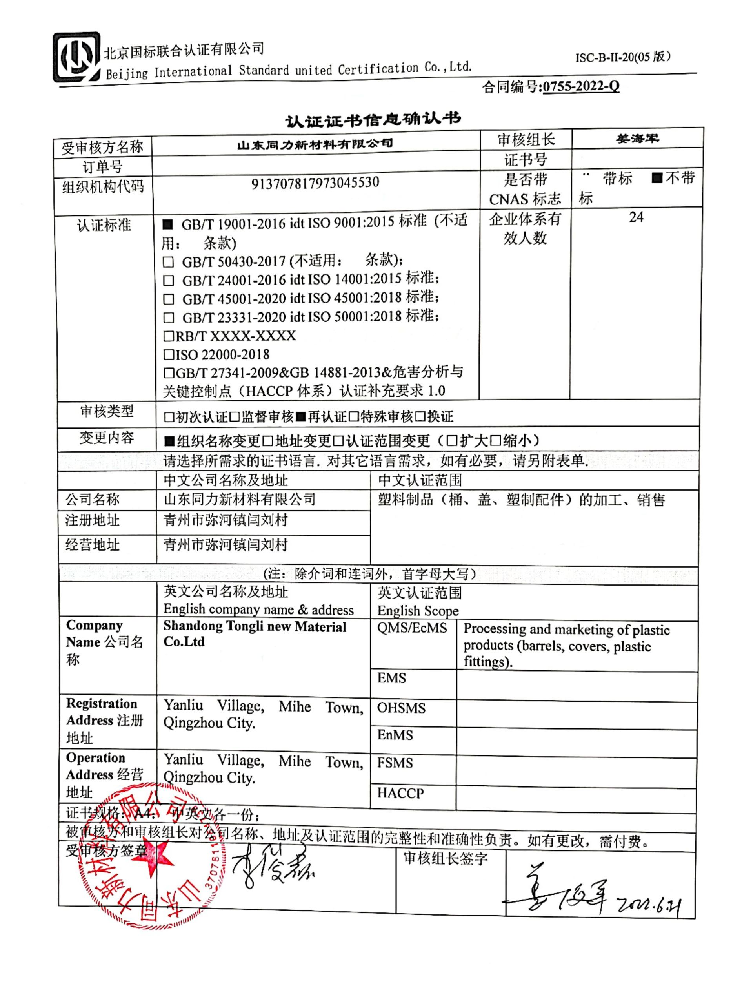 北京国标联合认证有限公司
Beijing International Standard united Certification Co.,Ltd.
ISC-B-II-20(05 版）
合同编号:0755-2022-Q
认证证书信息确认书
受审核方名称 山东同力新材料有限公司 审核组长 姜海军
订单号 证书号
组织机构代码 913707817973045530 是否带 ¨ 带标 ■不带
CNAS 标志 标
认证标准 ■ GB/T 19001-2016 idt ISO 9001:2015 标准 (不适 企业体系有 24
用： 条款) 效人数
□ GB/T 50430-2017 (不适用： 条款);
□ GB/T 24001-2016 idt ISO 14001:2015 标准；
□ GB/T 45001-2020 idt ISO 45001:2018 标准；
□ GB/T 23331-2020 idt ISO 50001:2018 标准；
□RB/T XXXX-XXXX
□ISO 22000-2018
□GB/T 27341-2009&GB 14881-2013&危害分析与
关键控制点（HACCP 体系）认证补充要求 1.0
审核类型 □初次认证□监督审核■再认证□特殊审核□换证
变更内容 ■组织名称变更□地址变更□认证范围变更（□扩大□缩小）
请选择所需求的证书语言. 对其它语言需求，如有必要，请另附表单.
中文公司名称及地址 中文认证范围
公司名称 山东同力新材料有限公司 塑料制品（桶、盖、塑制配件）的加工、销售
注册地址 青州市弥河镇闫刘村
经营地址 青州市弥河镇闫刘村
(注：除介词和连词外，首字母大写）
英文公司名称及地址 英文认证范围
English company name & address English Scope
Company Shandong Tongli new Material QMS/EcMS Processing and marketing of plastic
Name 公司名 Co.Ltd products (barrels, covers, plastic
称 fittings).
EMS
Registration Yanliu Village, Mihe Town, OHSMS
Address 注册 Qingzhou City.
地址 EnMS
Operation Yanliu Village, Mihe Town, FSMS
Address 经营 Qingzhou City.
地址 HACCP
证书规格：A4； 中英文各一份；
被审核方和审核组长对公司名称、地址及认证范围的完整性和准确性负责。如有更改，需付费。
受审核方签章 审核组长签字
山东同力新材料有限公司
2022.6.21